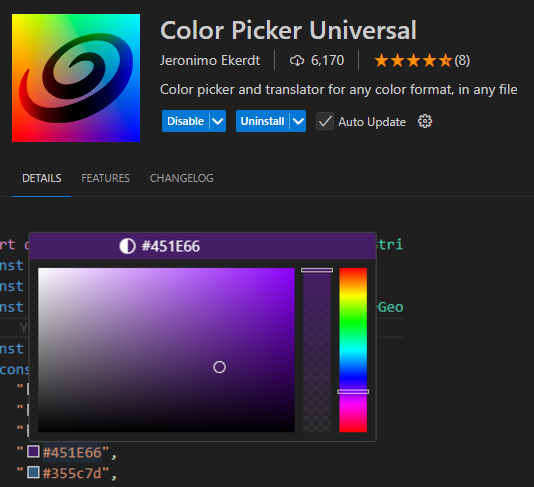 Color Picker Universal
Jeronimo Ekerdt 6,170 (8)
Color picker and translator for any color format, in any file
Disable Uninstall Auto Update
DETAILS FEATURES CHANGELOG
#451E66
rt stri
nst
nst
nst Geo
Y
nst
cons
"
"
"
"#451E66",
"#355c7d",